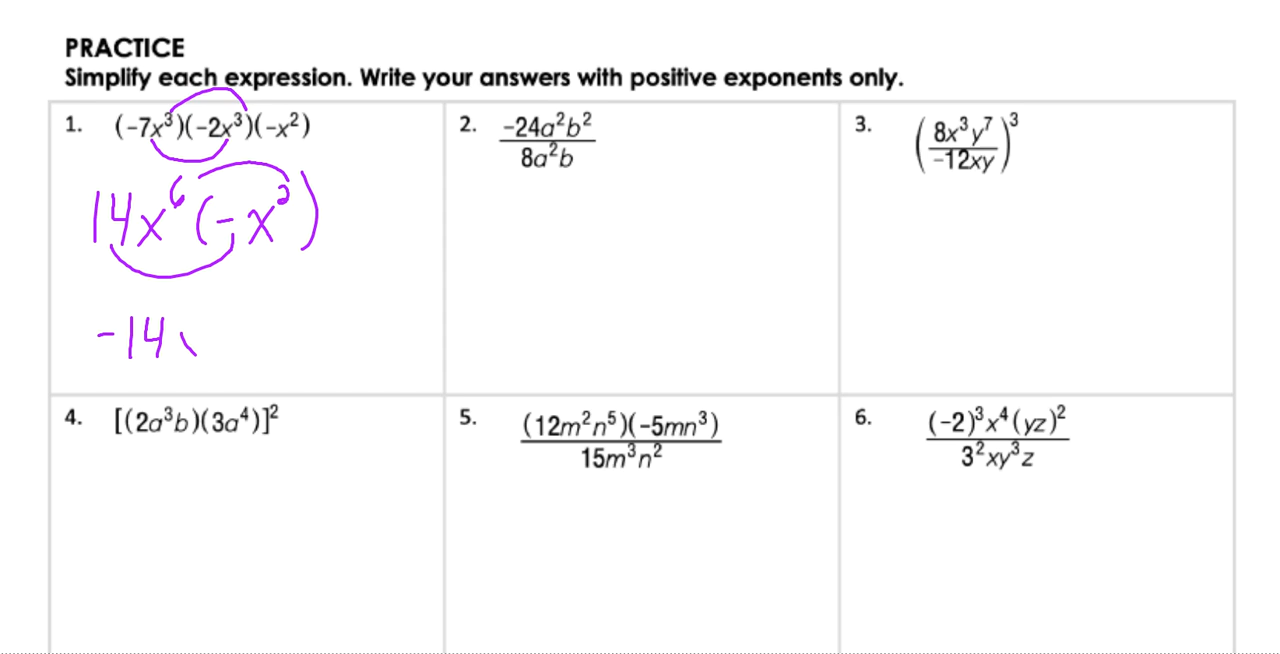 PRACTICE
Simplify each expression. Write your answers with positive exponents only.
1. (-7x³)(-2x³)(-x²)
14x⁶(-x²)
-14
2. -24a²b² / 8a²b
3. (8x³y⁷ / -12xy)³
4. [(2a³b)(3a⁴)]²
5. (12m²n⁵)(-5mn³) / 15m³n²
6. (-2)³x⁴(yz)² / 3²xy³z